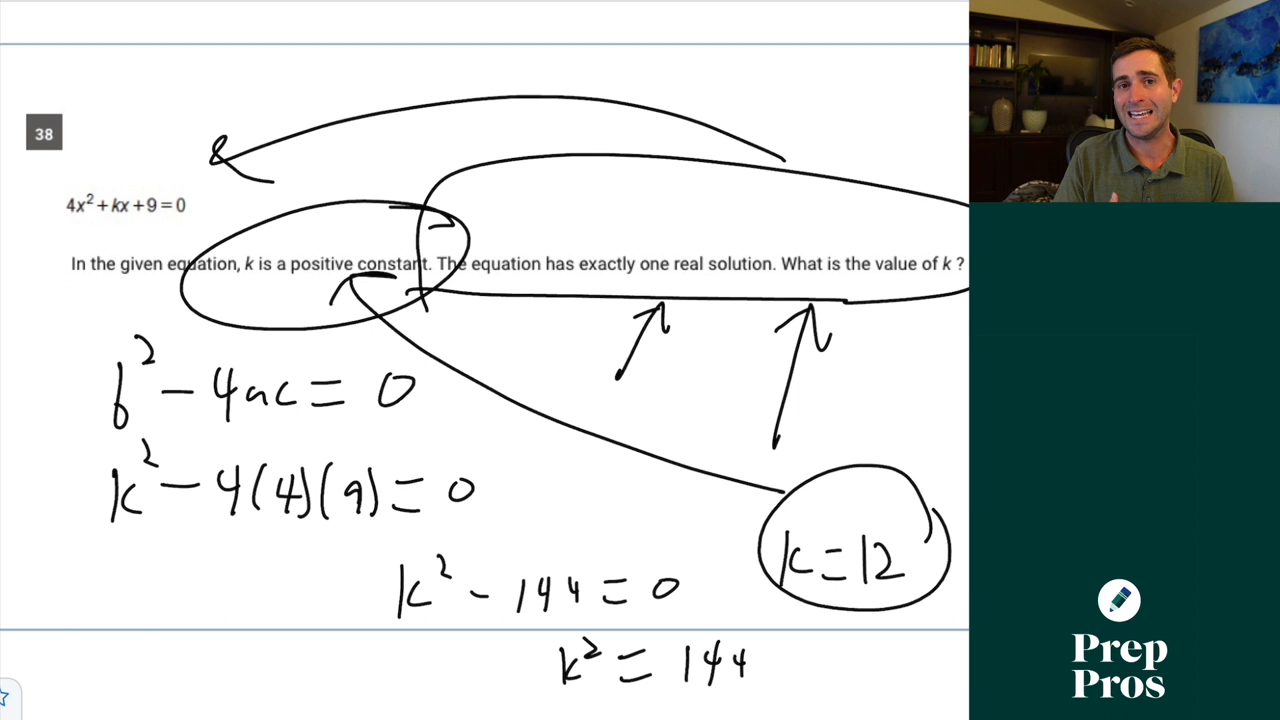 38
4x² + kx + 9 = 0
In the given equation, k is a positive constant. The equation has exactly one real solution. What is the value of k ?
b² - 4ac = 0
k² - 4(4)(9) = 0
k² - 144 = 0
k² = 144
k = 12
Prep
Pros